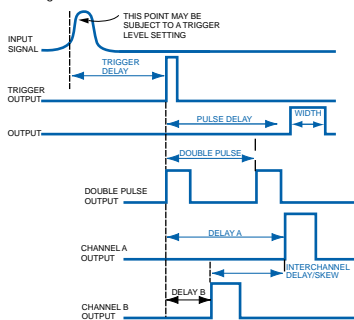 THIS POINT MAY BE
SUBJECT TO A TRIGGER
LEVEL SETTING
INPUT
SIGNAL
TRIGGER
DELAY
TRIGGER
OUTPUT
WIDTH
PULSE DELAY
OUTPUT
DOUBLE PULSE
DOUBLE PULSE
OUTPUT
DELAY A
CHANNEL A
OUTPUT
INTERCHANNEL
DELAY/SKEW
DELAY B
CHANNEL B
OUTPUT